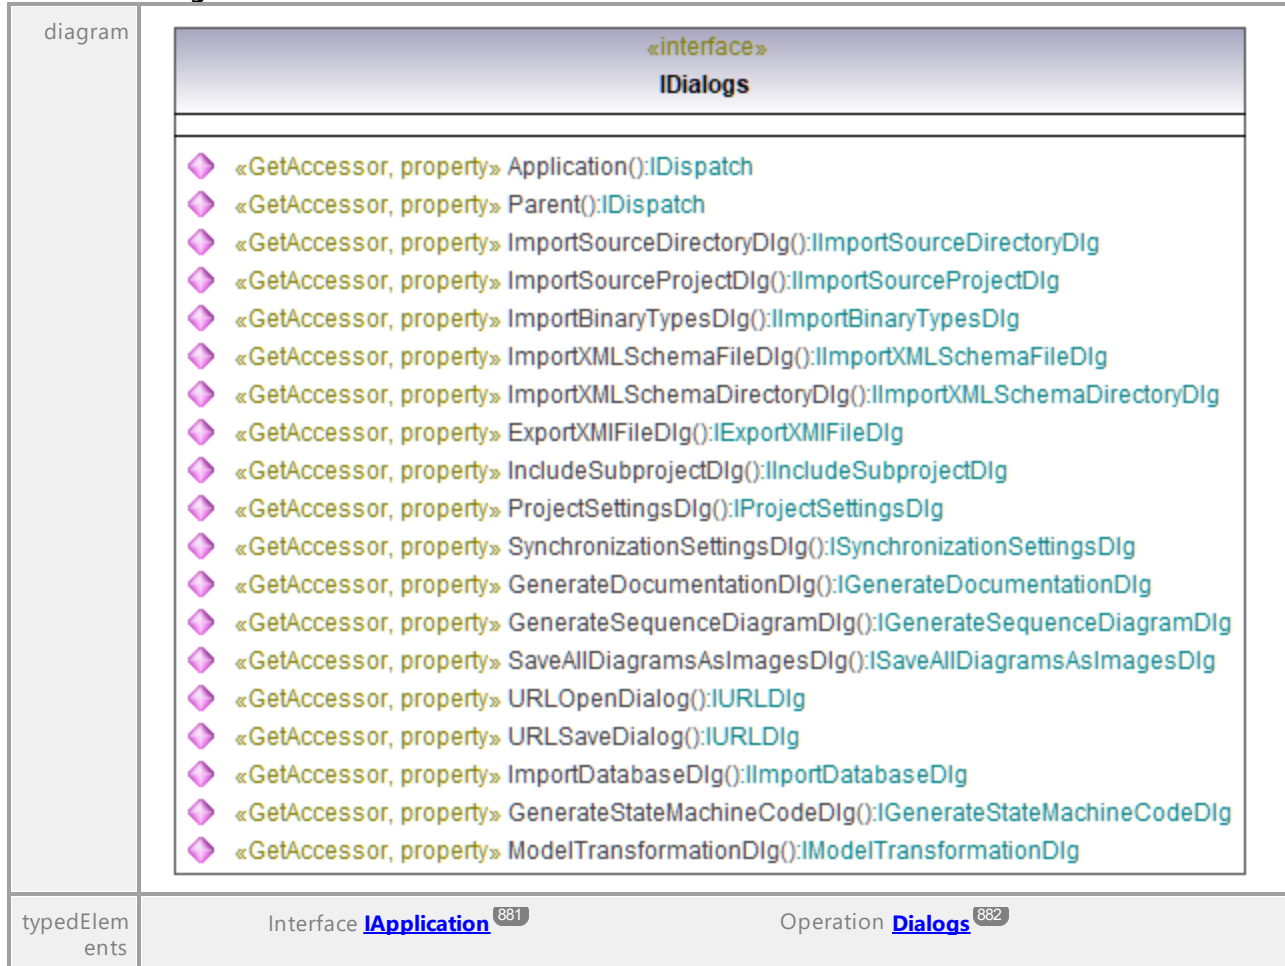 diagram
«interface»
IDialogs
«GetAccessor, property» Application():IDispatch
«GetAccessor, property» Parent():IDispatch
«GetAccessor, property» ImportSourceDirectoryDlg():IImportSourceDirectoryDlg
«GetAccessor, property» ImportSourceProjectDlg():IImportSourceProjectDlg
«GetAccessor, property» ImportBinaryTypesDlg():IImportBinaryTypesDlg
«GetAccessor, property» ImportXMLSchemaFileDlg():IImportXMLSchemaFileDlg
«GetAccessor, property» ImportXMLSchemaDirectoryDlg():IImportXMLSchemaDirectoryDlg
«GetAccessor, property» ExportXMIFileDlg():IExportXMIFileDlg
«GetAccessor, property» IncludeSubprojectDlg():IIncludeSubprojectDlg
«GetAccessor, property» ProjectSettingsDlg():IProjectSettingsDlg
«GetAccessor, property» SynchronizationSettingsDlg():ISynchronizationSettingsDlg
«GetAccessor, property» GenerateDocumentationDlg():IGenerateDocumentationDlg
«GetAccessor, property» GenerateSequenceDiagramDlg():IGenerateSequenceDiagramDlg
«GetAccessor, property» SaveAllDiagramsAsImagesDlg():ISaveAllDiagramsAsImagesDlg
«GetAccessor, property» URLOpenDialog():IURLDlg
«GetAccessor, property» URLSaveDialog():IURLDlg
«GetAccessor, property» ImportDatabaseDlg():IImportDatabaseDlg
«GetAccessor, property» GenerateStateMachineCodeDlg():IGenerateStateMachineCodeDlg
«GetAccessor, property» ModelTransformationDlg():IModelTransformationDlg
typedElem
ents
Interface IApplication 881 Operation Dialogs 882